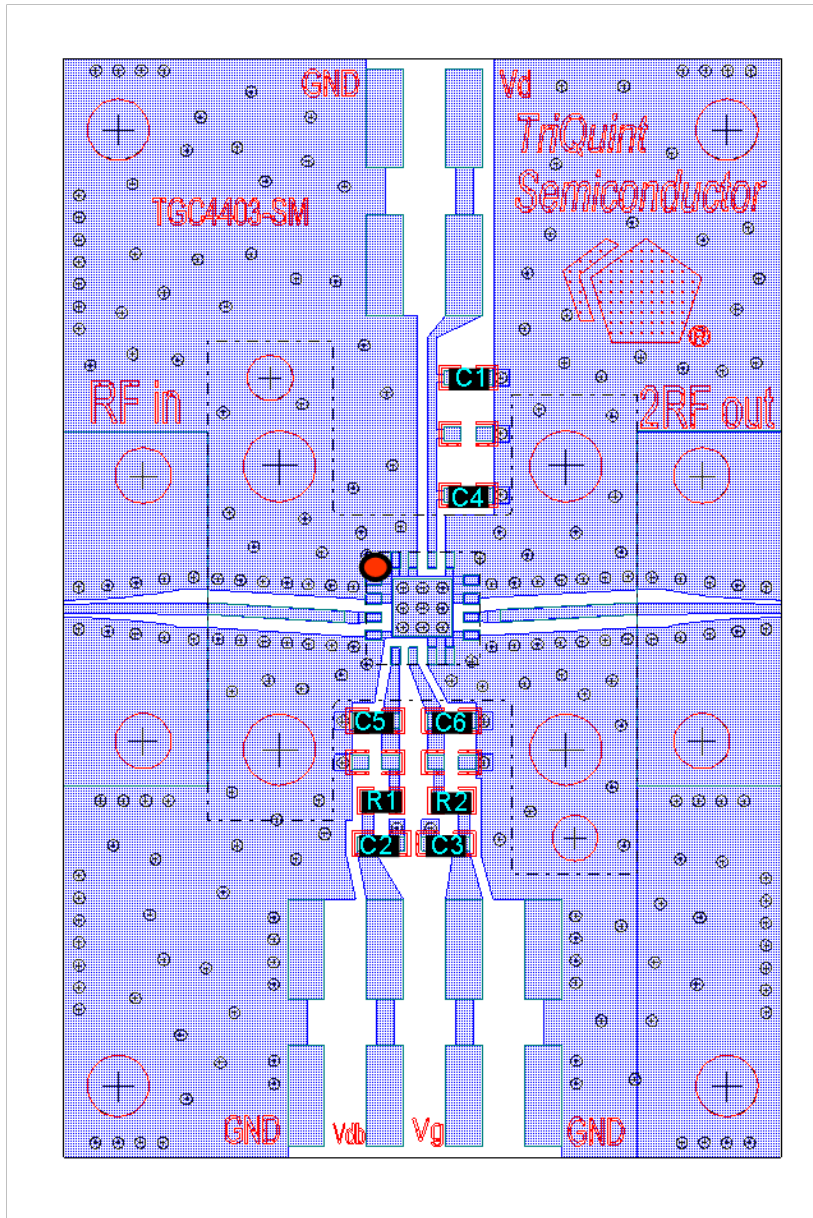 GND
Vd
TriQuint
Semiconductor
TGC4403-SM
®
C1
RF in
2RF out
C4
C5
C6
R1
R2
C2
C3
GND
Vdb
Vg
GND